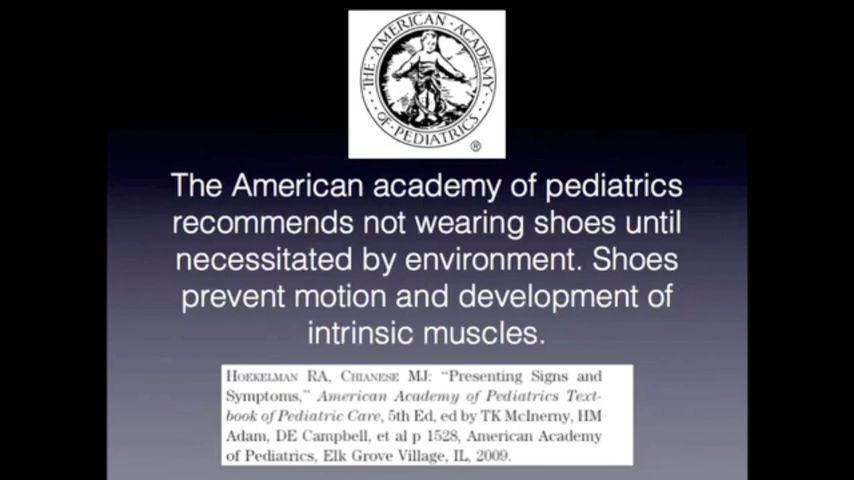 THE · AMERICAN · ACADEMY · OF · PEDIATRICS ·
®
The American academy of pediatrics
recommends not wearing shoes until
necessitated by environment. Shoes
prevent motion and development of
intrinsic muscles.
HOEKELMAN RA, CHIANESE MJ: “Presenting Signs and
Symptoms,” American Academy of Pediatrics Text-
book of Pediatric Care, 5th Ed, ed by TK McInerny, HM
Adam, DE Campbell, et al p 1528, American Academy
of Pediatrics, Elk Grove Village, IL, 2009.